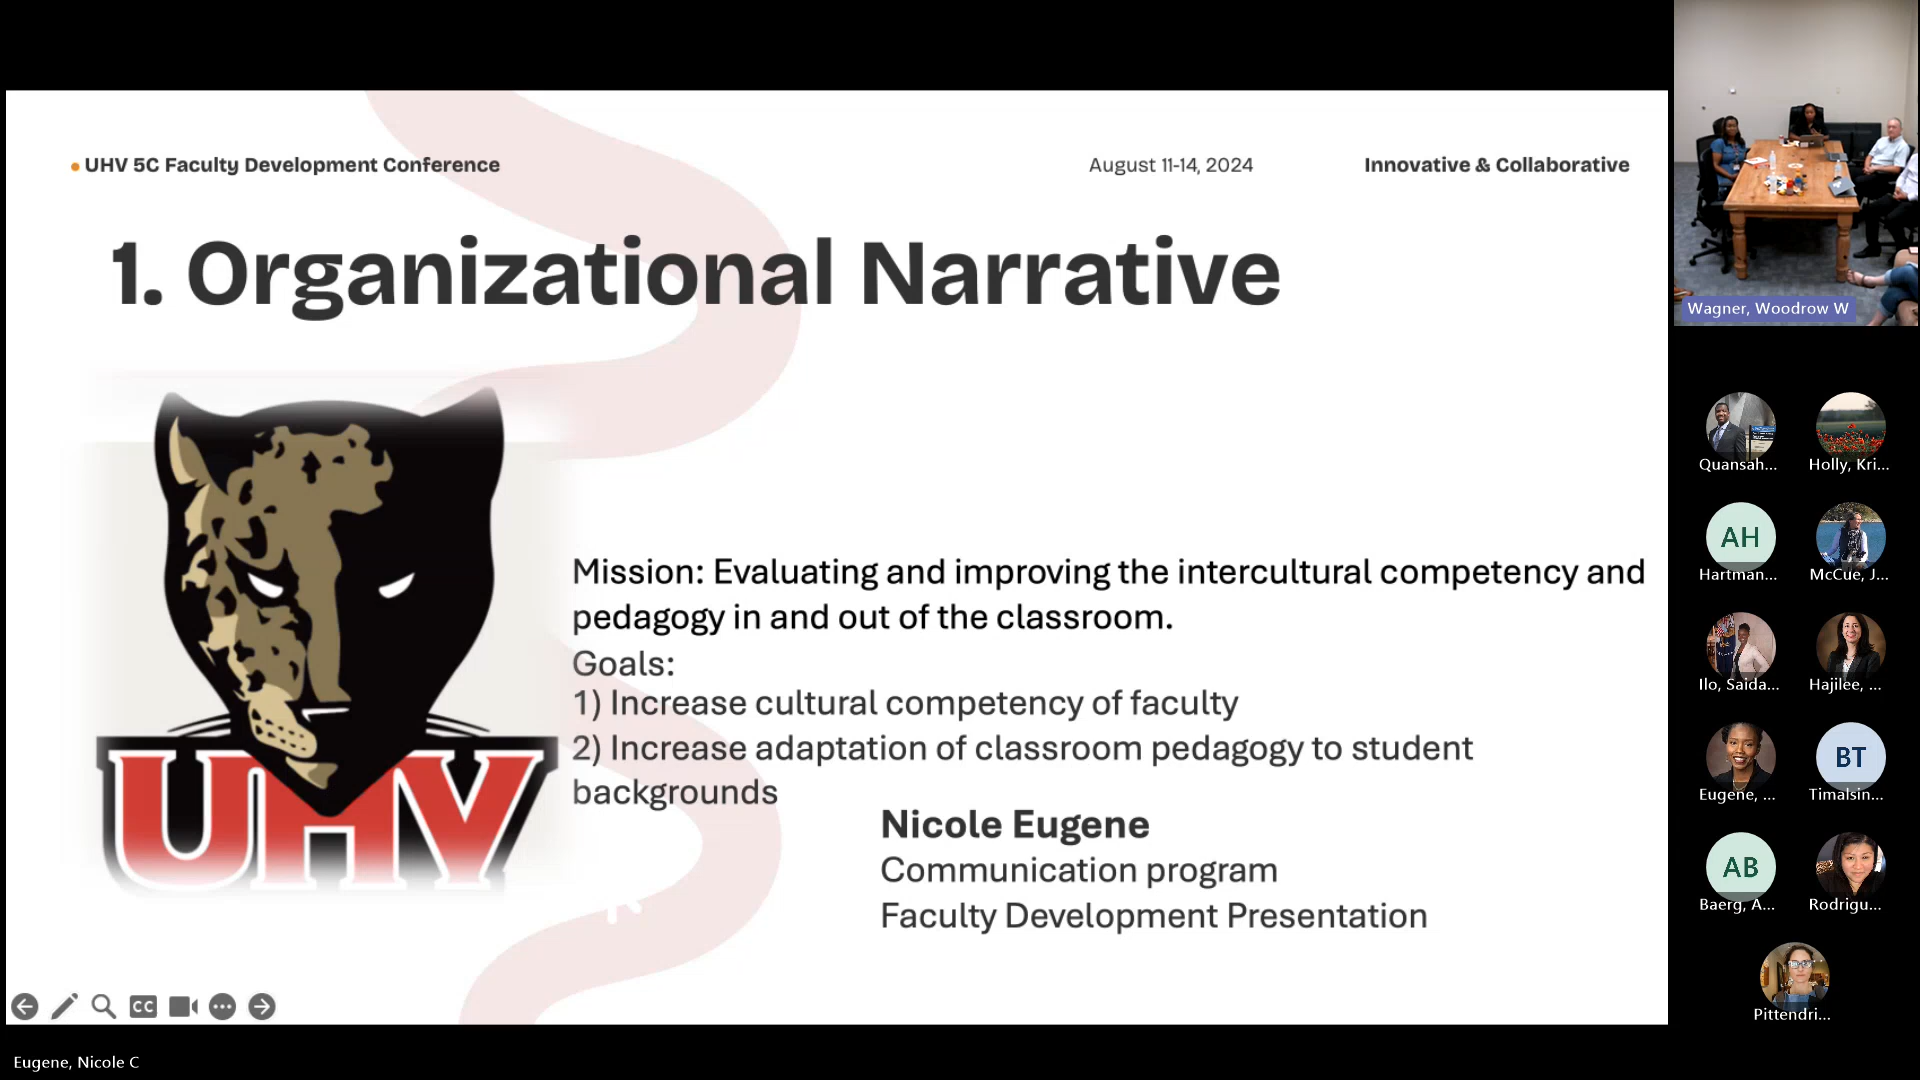 UHV 5C Faculty Development Conference
August 11-14, 2024
Innovative & Collaborative
1. Organizational Narrative
Mission: Evaluating and improving the intercultural competency and
pedagogy in and out of the classroom.
Goals:
1) Increase cultural competency of faculty
2) Increase adaptation of classroom pedagogy to student
backgrounds
Nicole Eugene
Communication program
Faculty Development Presentation
UHV
CC
Eugene, Nicole C
Wagner, Woodrow W
Quansah...
Holly, Kri...
AH
Hartman...
McCue, J...
Ilo, Saida...
Hajilee, ...
Eugene, ...
BT
Timalsin...
AB
Baerg, A...
Rodrigu...
Pittendri...